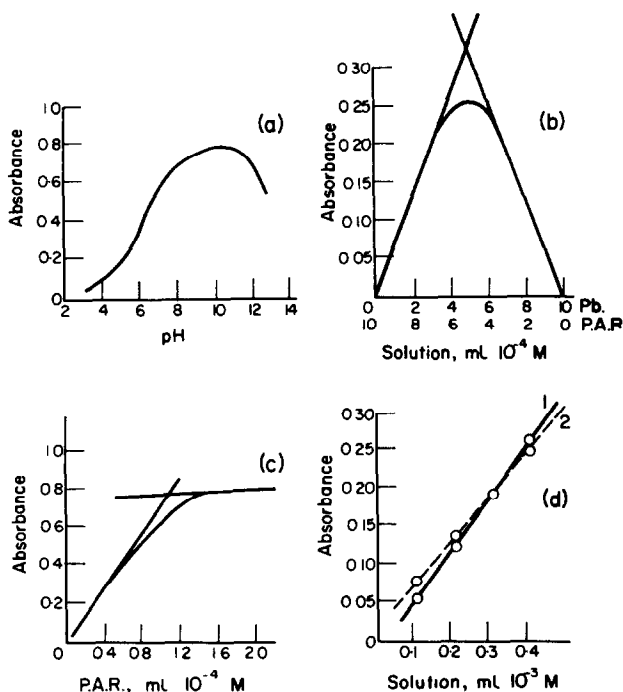 (a)
Absorbance
1·0
0·8
0·6
0·4
0·2
0
2 4 6 8 10 12 14
pH
(b)
Absorbance
0·30
0·25
0·20
0·15
0·10
0·05
0 2 4 6 8 10 Pb.
10 8 6 4 2 0 P.A.R
Solution, ml 10⁻⁴ M
(c)
Absorbance
1·0
0·8
0·6
0·4
0·2
0 0·4 0·8 1·2 1·6 2·0
P.A.R., ml 10⁻⁴ M
(d)
1
2
Absorbance
0·30
0·25
0·20
0·15
0·10
0·05
0
0·1 0·2 0·3 0·4
Solution, ml 10⁻³ M